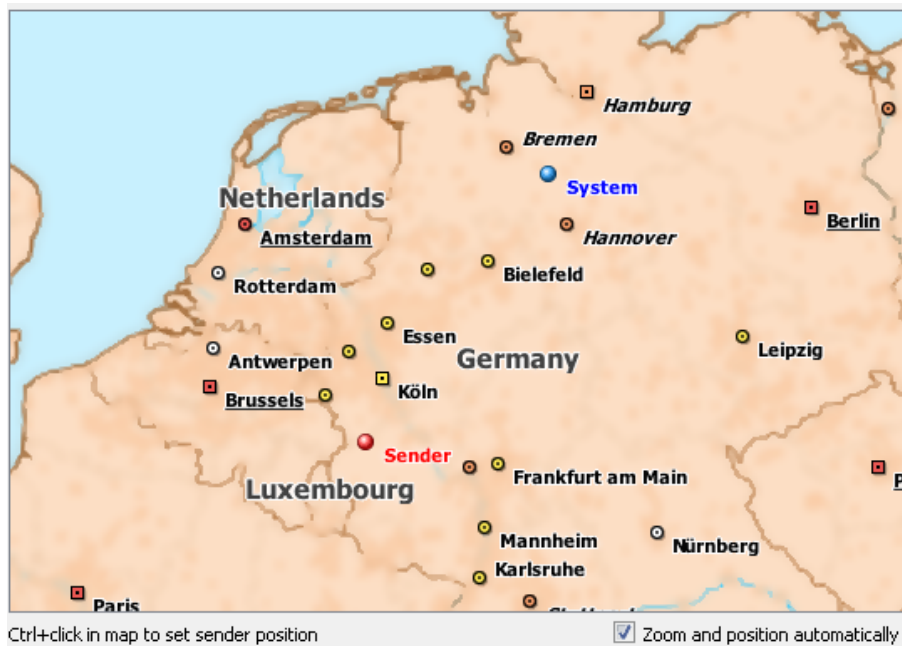 Hamburg
Bremen
System
Netherlands
Berlin
Amsterdam
Hannover
Bielefeld
Rotterdam
Essen
Leipzig
Germany
Antwerpen
Köln
Brussels
Sender
Frankfurt am Main
Luxembourg
Mannheim
Nürnberg
Karlsruhe
Paris
Ctrl+click in map to set sender position
Zoom and position automatically